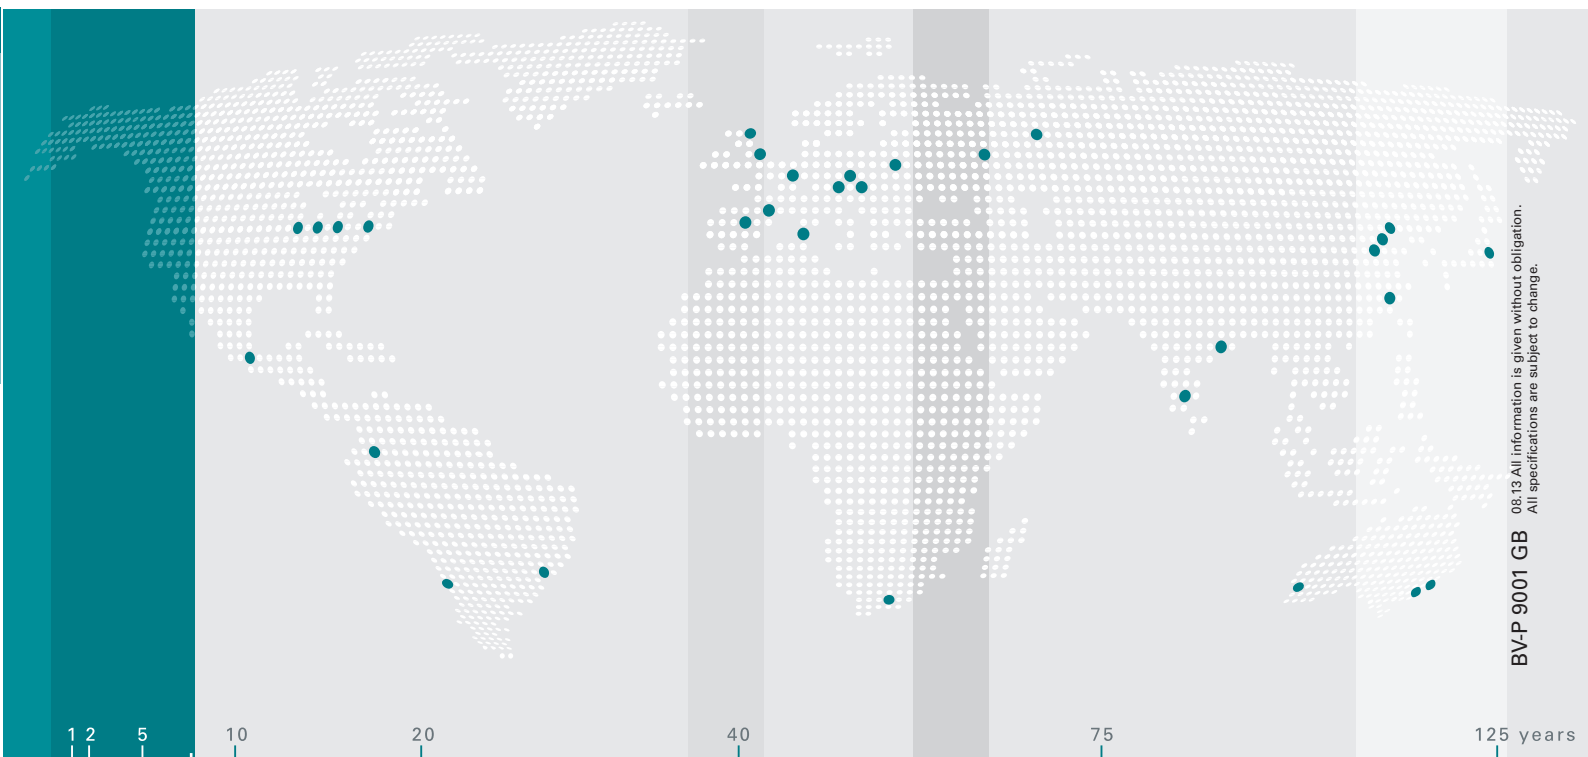 08.13 All information is given without obligation.
All specifications are subject to change.
BV-P 9001 GB
1 2 5 10 20 40 75 125 years